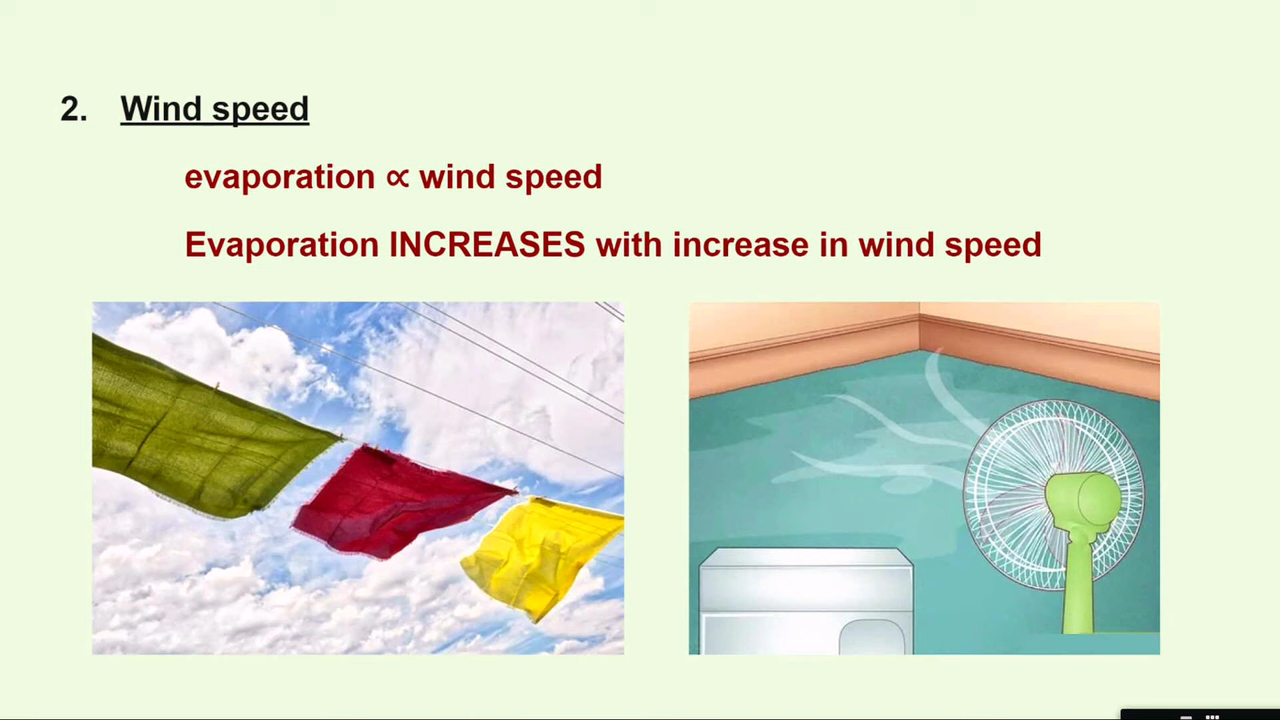 2. Wind speed
evaporation ∝ wind speed
Evaporation INCREASES with increase in wind speed